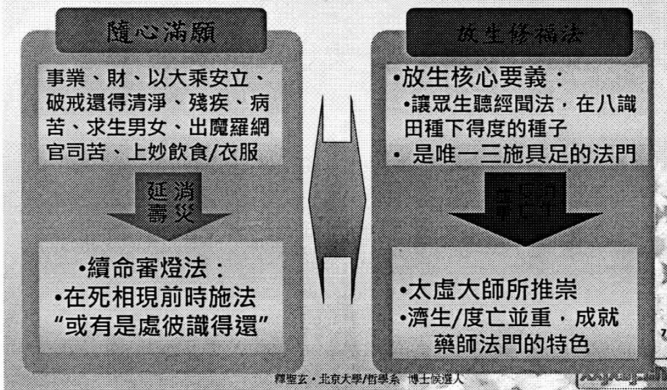 隨心滿願
事業、財、以大乘安立、
破戒還得清淨、殘疾、病
苦、求生男女、出魔羅網
官司苦、上妙飲食/衣服
延消
壽災
•續命審燈法：
•在死相現前時施法
“或有是處彼識得還”
放生修福法
•放生核心要義：
•讓眾生聽經聞法，在八識
田種下得度的種子
• 是唯一三施具足的法門
•太虛大師所推崇
•濟生/度亡並重，成就
藥師法門的特色
釋聖玄・北京大學/哲學系 博士候選人